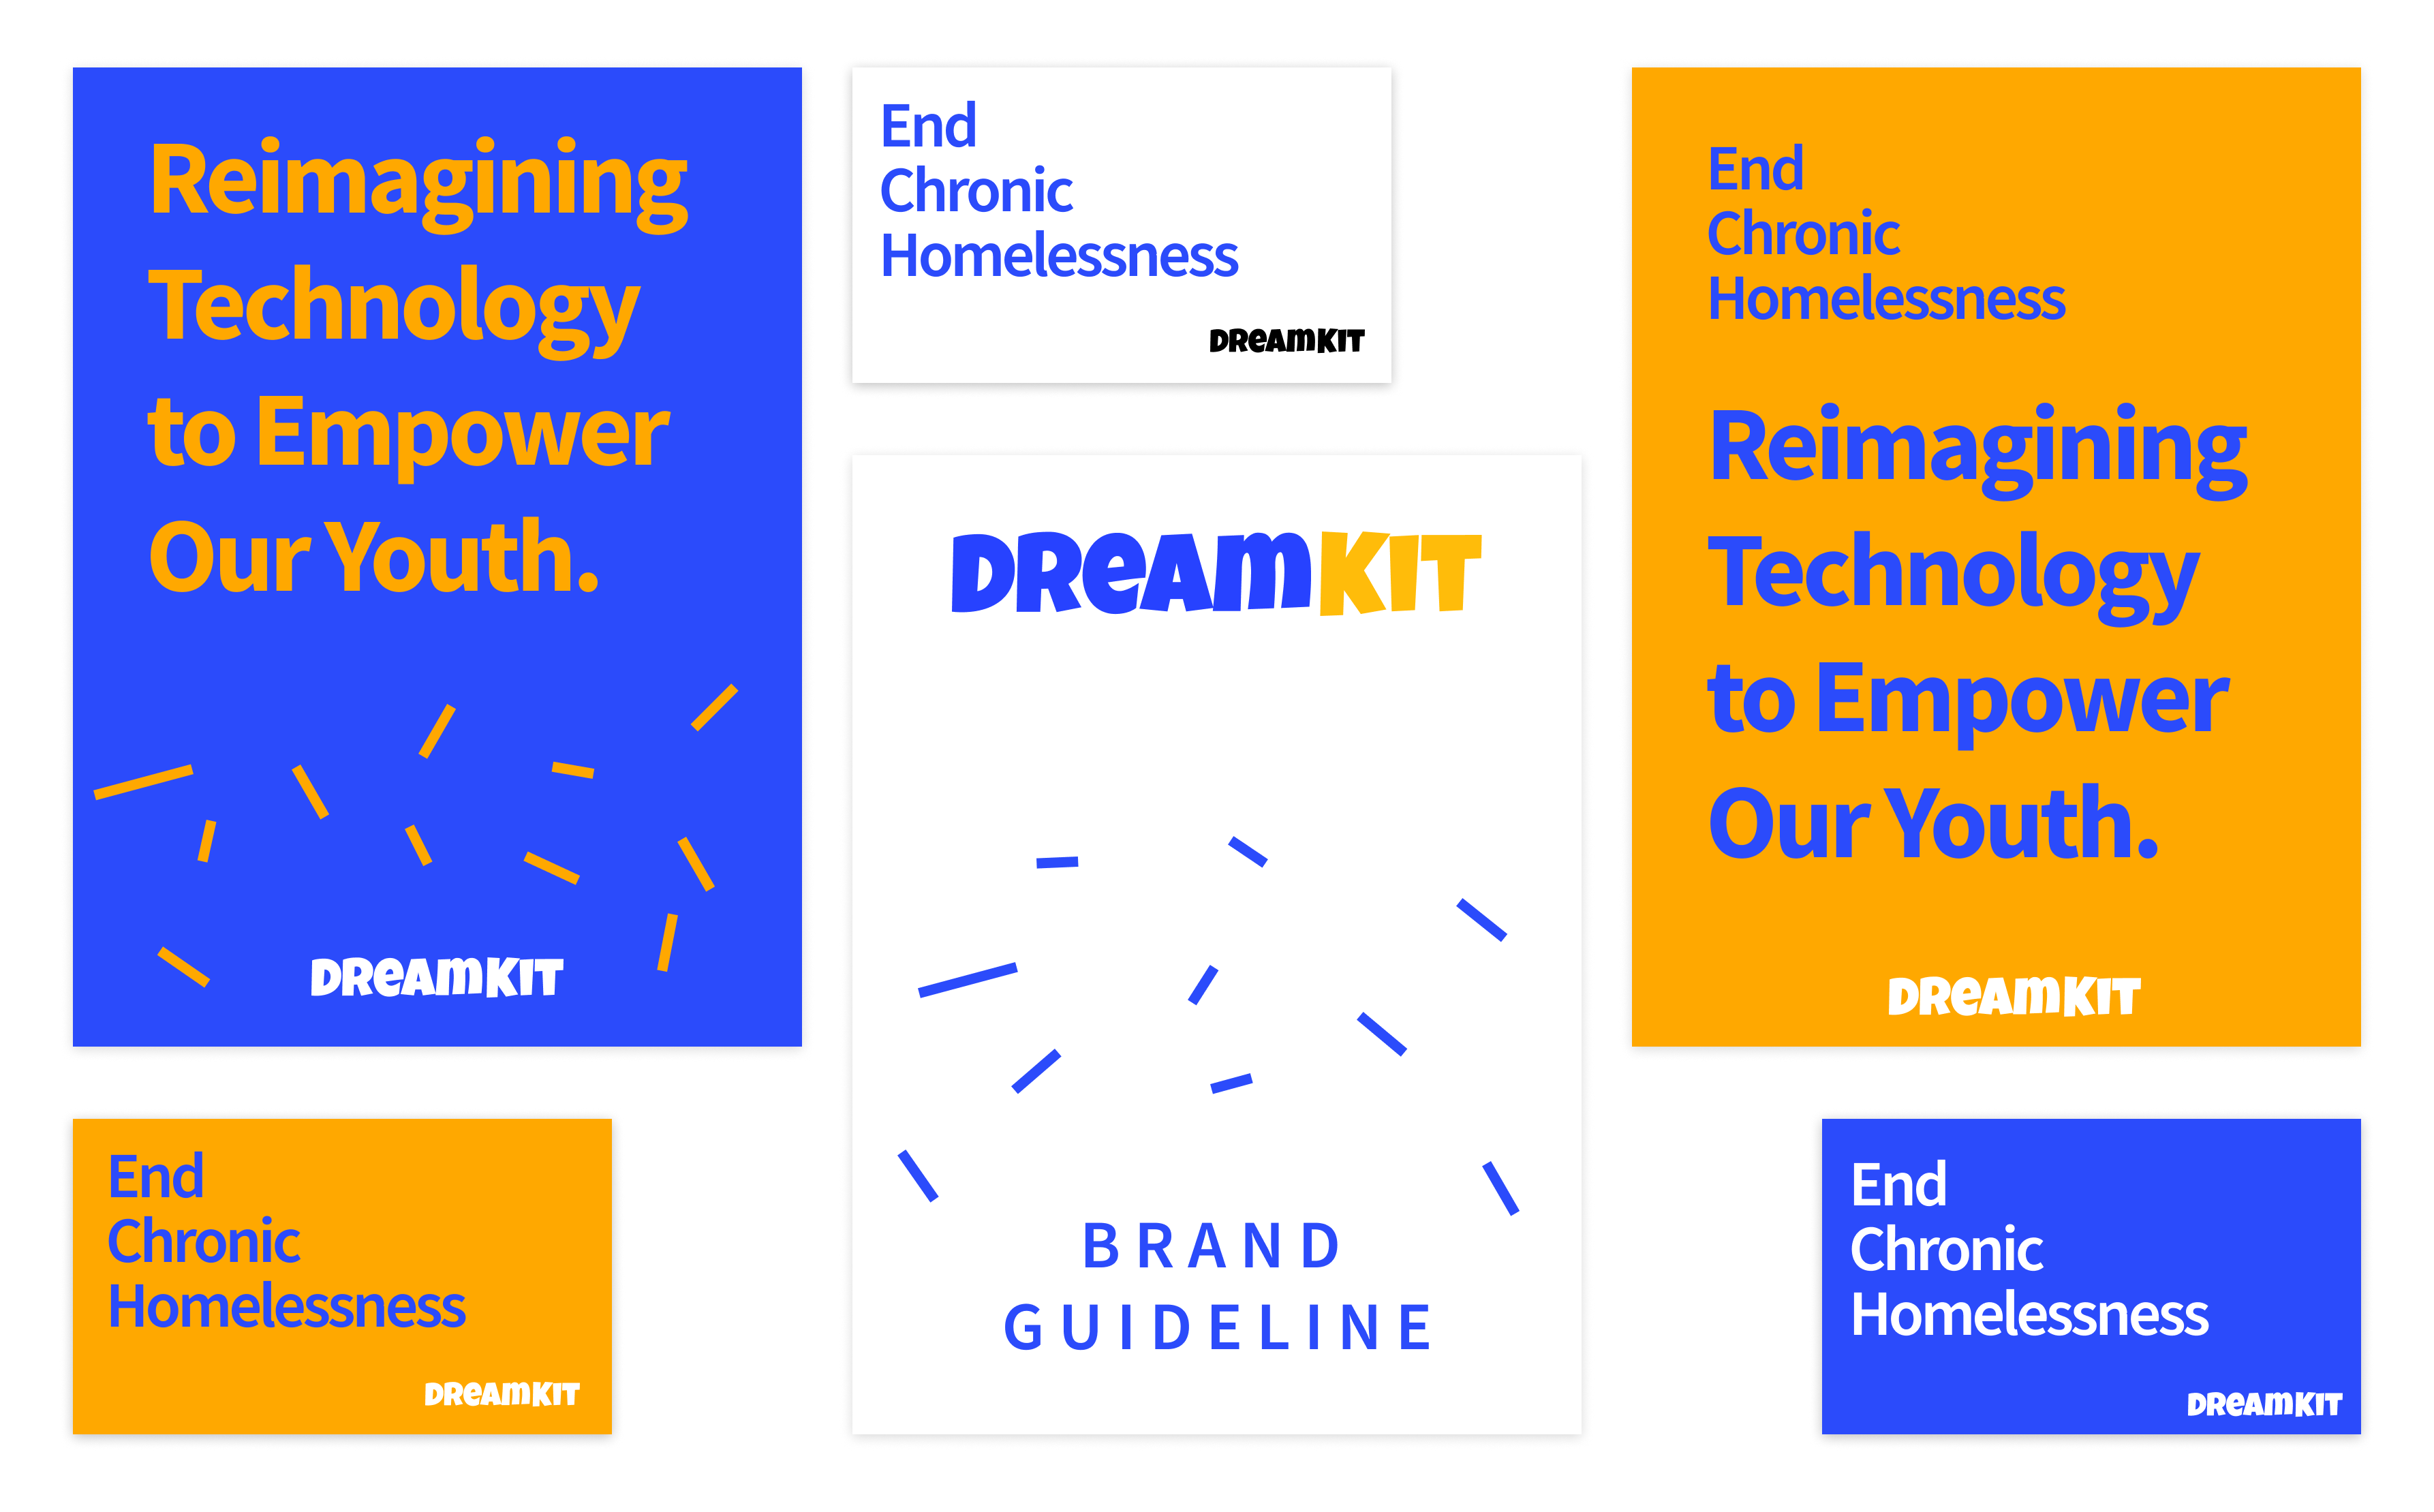 Reimagining
Technology
to Empower
Our Youth.
DREAMKIT
End
Chronic
Homelessness
DREAMKIT
End
Chronic
Homelessness
DREAMKIT
DREAMKIT
BRAND
GUIDELINE
End
Chronic
Homelessness
Reimagining
Technology
to Empower
Our Youth.
DREAMKIT
End
Chronic
Homelessness
DREAMKIT